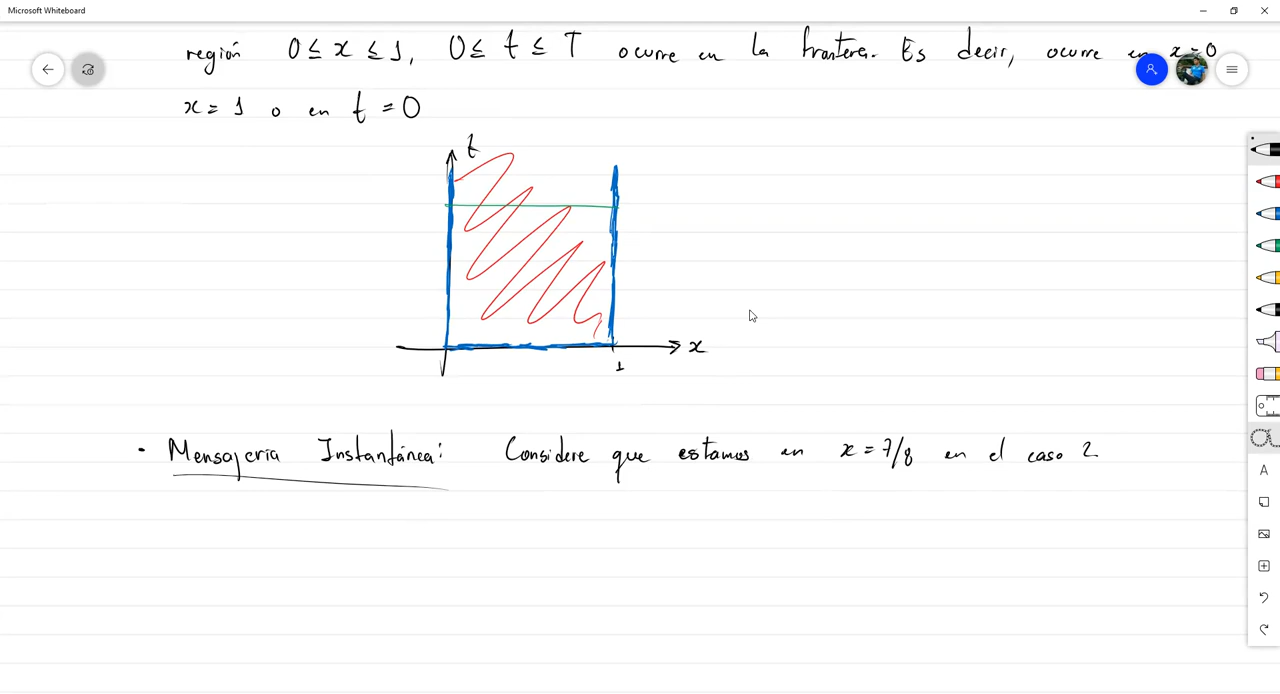 Microsoft Whiteboard
región 0 ≤ x ≤ 1, 0 ≤ t ≤ T ocurre en la frontera. Es decir, ocurre en x=0
x = 1 o en t = 0
t
x
1
• Mensajería Instantánea: Considere que estamos en x = 7/8 en el caso 2
A